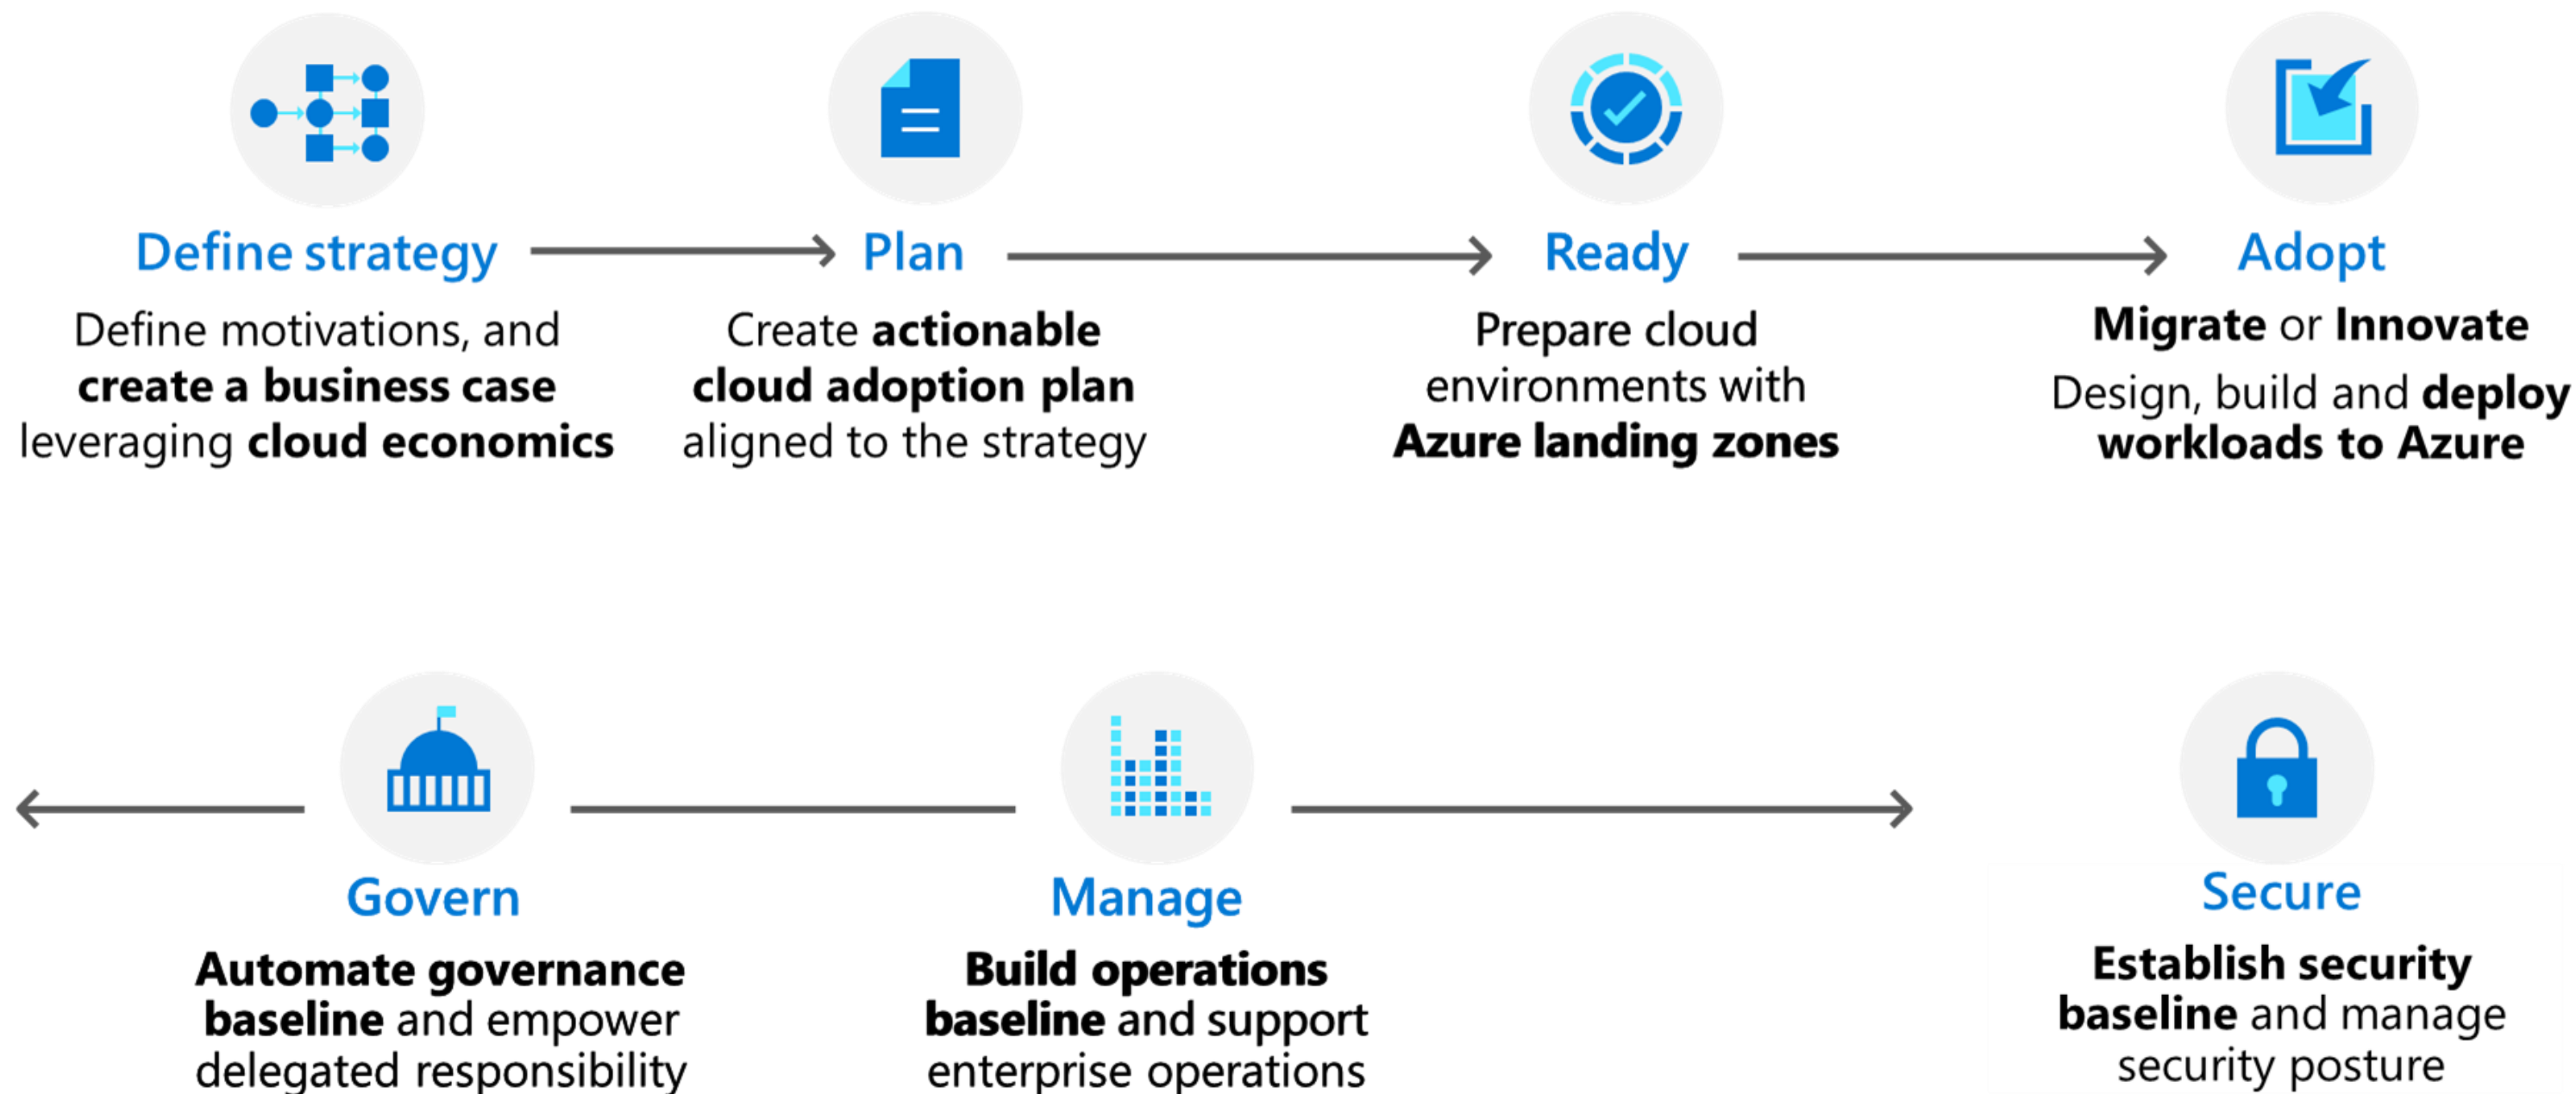 Define strategy
Define motivations, and
create a business case
leveraging cloud economics
Plan
Create actionable
cloud adoption plan
aligned to the strategy
Ready
Prepare cloud
environments with
Azure landing zones
Adopt
Migrate or Innovate
Design, build and deploy
workloads to Azure
Govern
Automate governance
baseline and empower
delegated responsibility
Manage
Build operations
baseline and support
enterprise operations
Secure
Establish security
baseline and manage
security posture